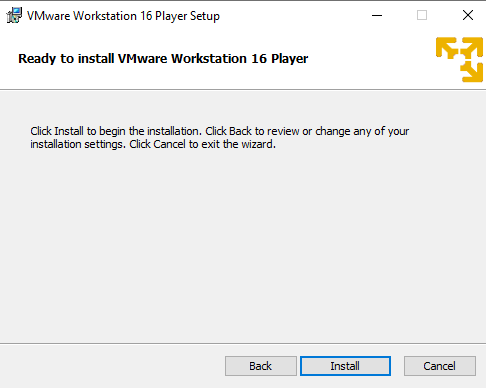 VMware Workstation 16 Player Setup
Ready to install VMware Workstation 16 Player
Click Install to begin the installation. Click Back to review or change any of your
installation settings. Click Cancel to exit the wizard.
Back Install Cancel